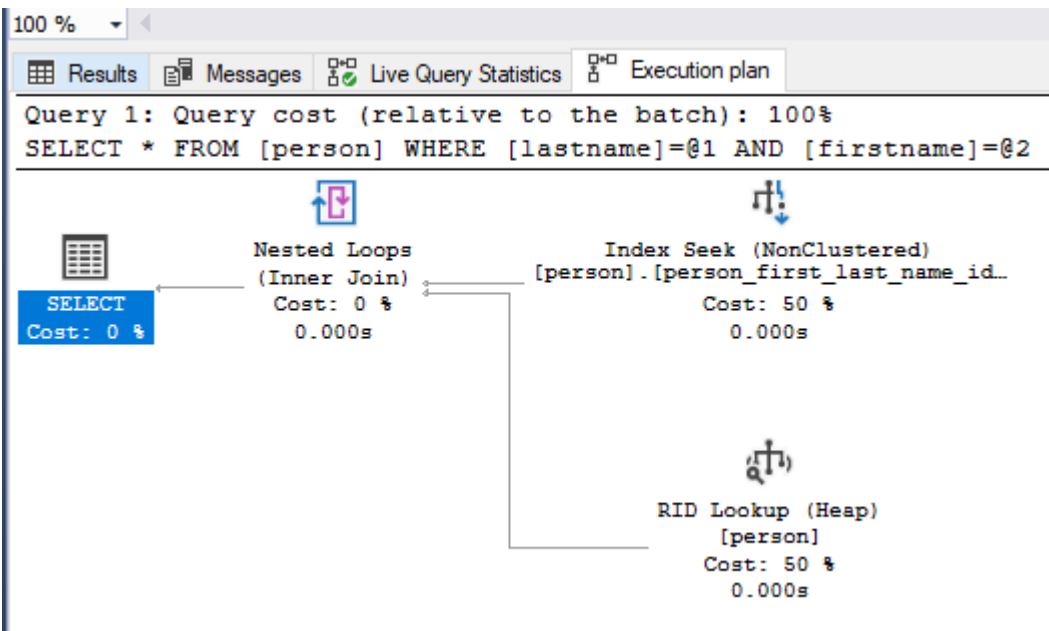 100 %
Results Messages Live Query Statistics Execution plan
Query 1: Query cost (relative to the batch): 100%
SELECT * FROM [person] WHERE [lastname]=@1 AND [firstname]=@2
SELECT
Cost: 0 %
Nested Loops
(Inner Join)
Cost: 0 %
0.000s
Index Seek (NonClustered)
[person].[person_first_last_name_id…
Cost: 50 %
0.000s
RID Lookup (Heap)
[person]
Cost: 50 %
0.000s